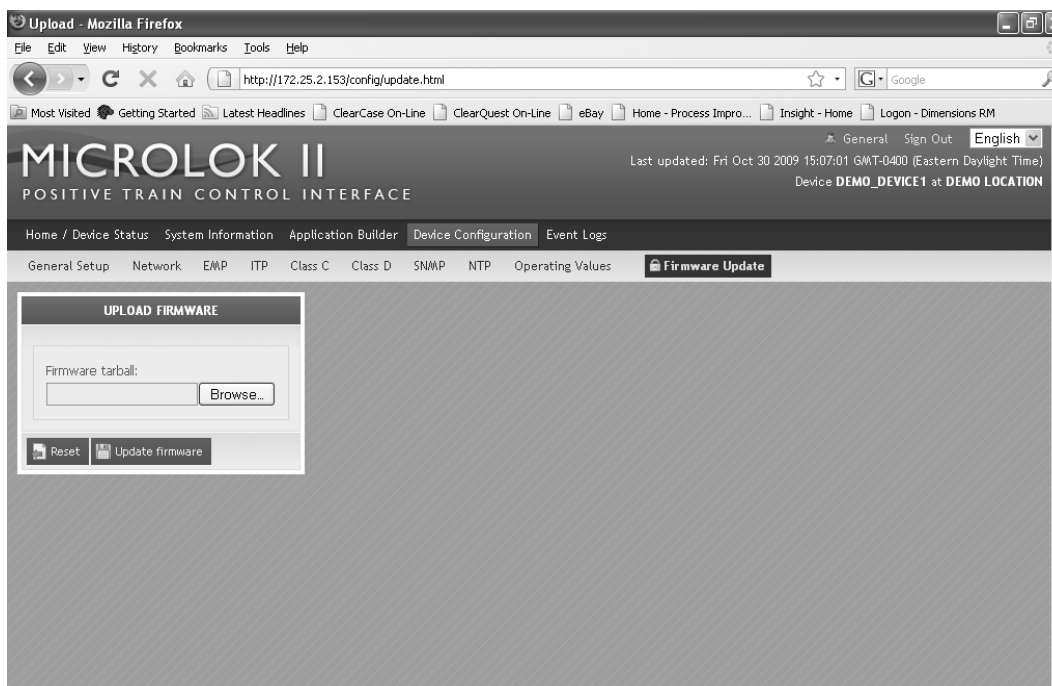 Upload - Mozilla Firefox
File Edit View History Bookmarks Tools Help
http://172.25.2.153/config/update.html
G Google
Most Visited Getting Started Latest Headlines ClearCase On-Line ClearQuest On-Line eBay Home - Process Impro... Insight - Home Logon - Dimensions RM
General Sign Out English
MICROLOK II
Last updated: Fri Oct 30 2009 15:07:01 GMT-0400 (Eastern Daylight Time)
POSITIVE TRAIN CONTROL INTERFACE
Device DEMO_DEVICE1 at DEMO LOCATION
Home / Device Status System Information Application Builder Device Configuration Event Logs
General Setup Network EMP ITP Class C Class D SNMP NTP Operating Values Firmware Update
UPLOAD FIRMWARE
Firmware tarball:
Browse...
Reset Update firmware